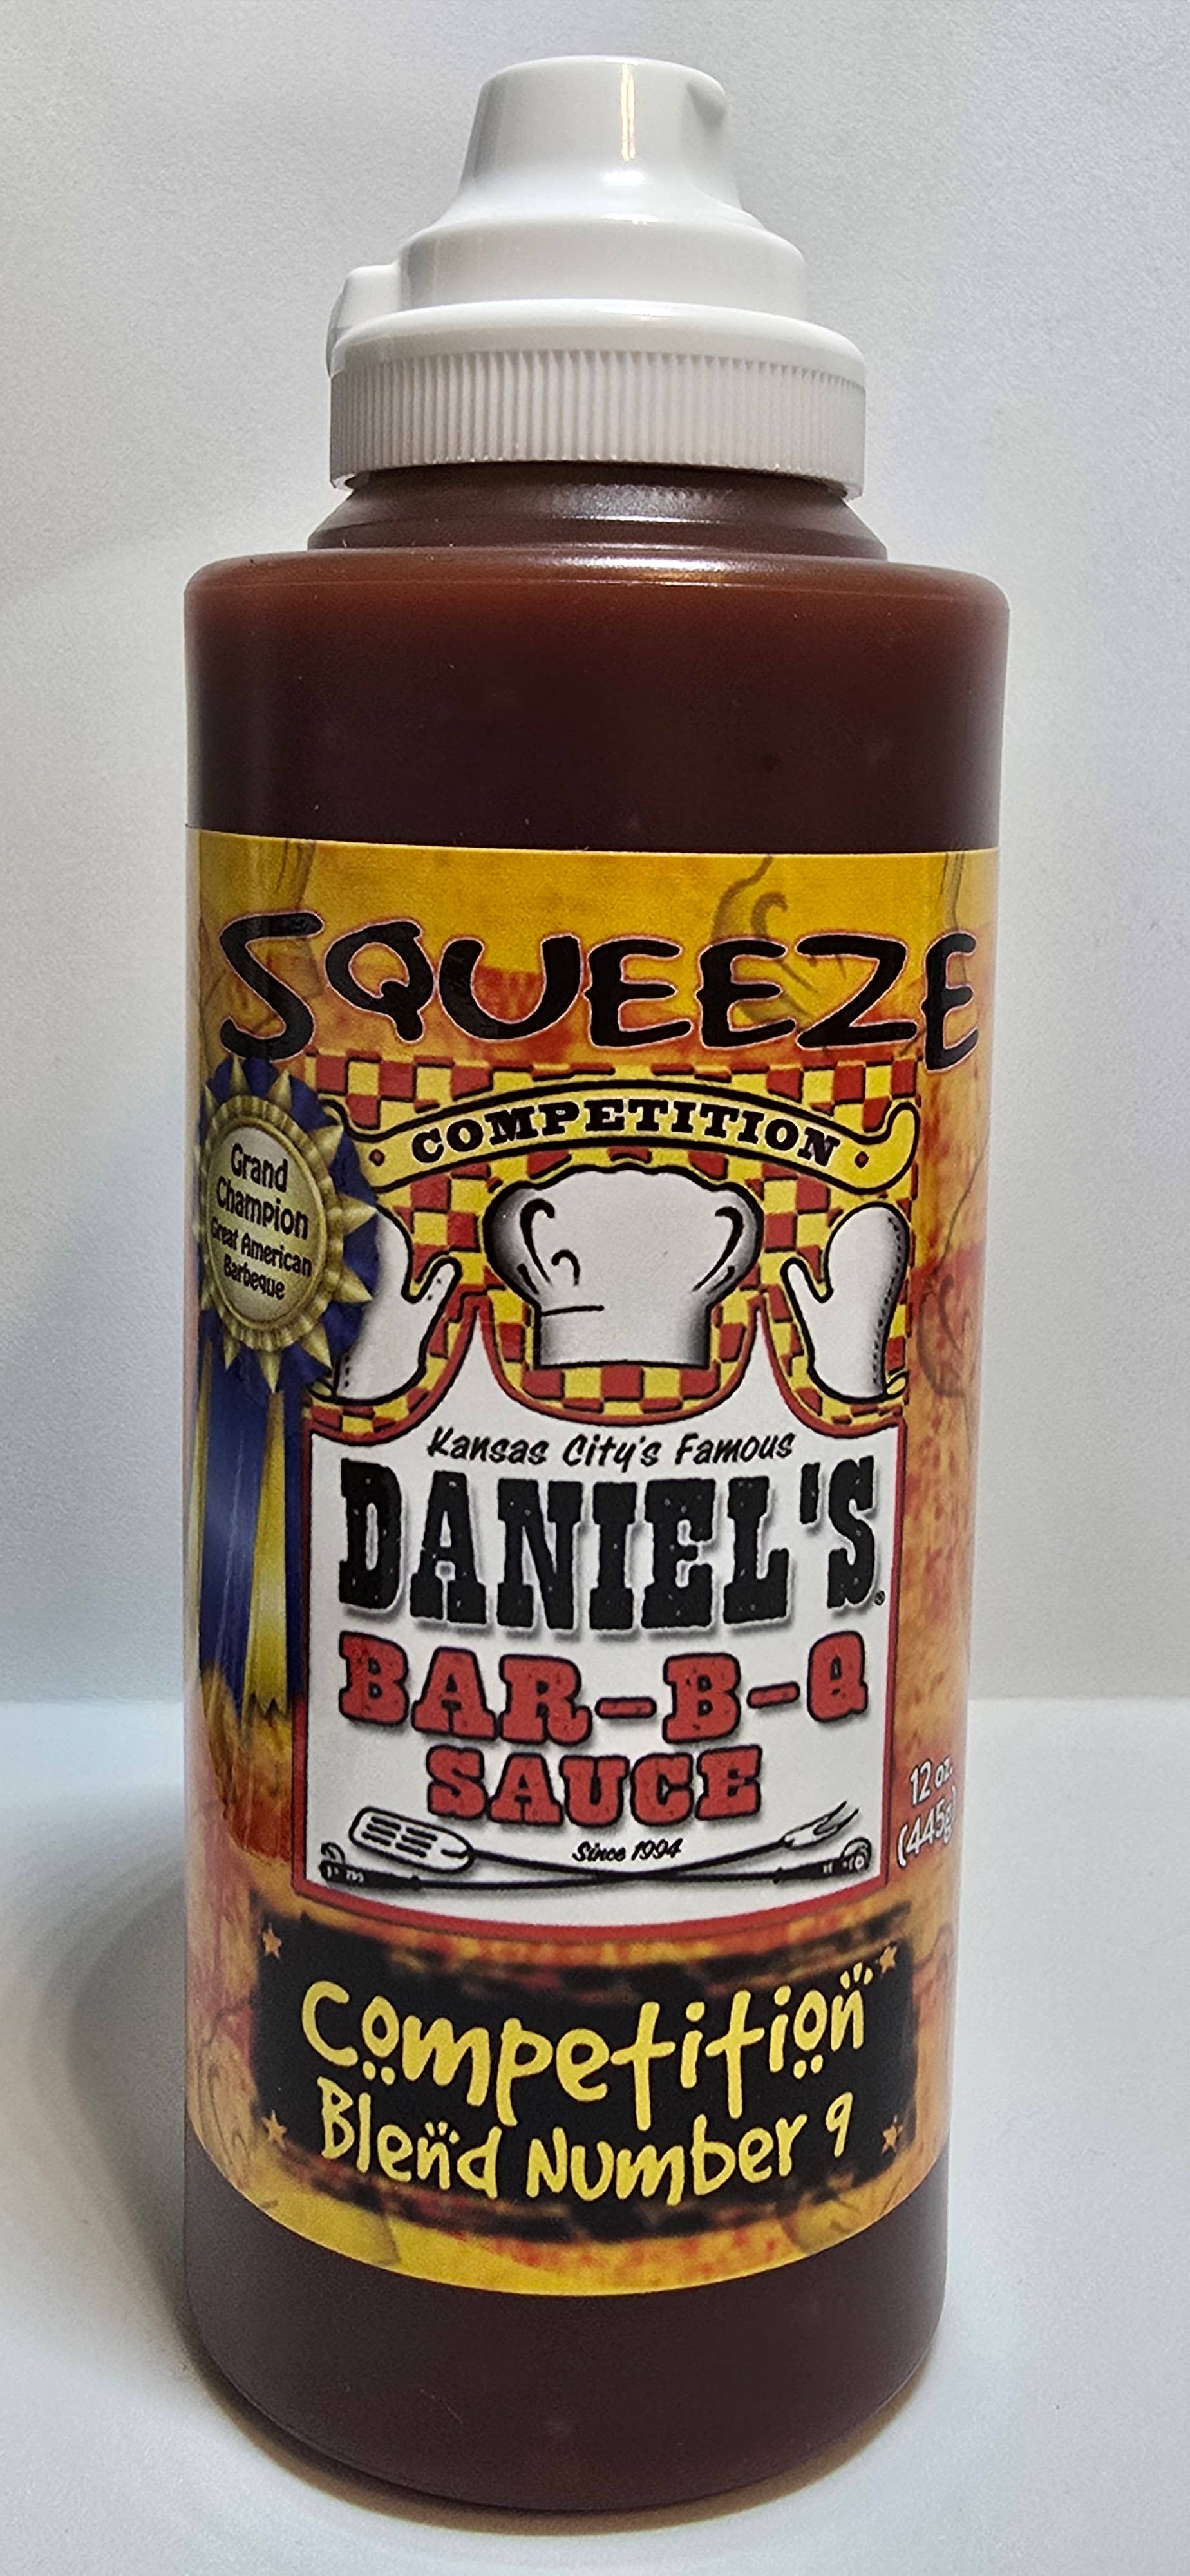 SQUEEZE
COMPETITION
Grand
Champion
Great American
Barbeque
Kansas City's Famous
DANIEL'S®
BAR-B-Q
SAUCE
Since 1994
12 oz.
(445g)
Competition
Blend Number 9